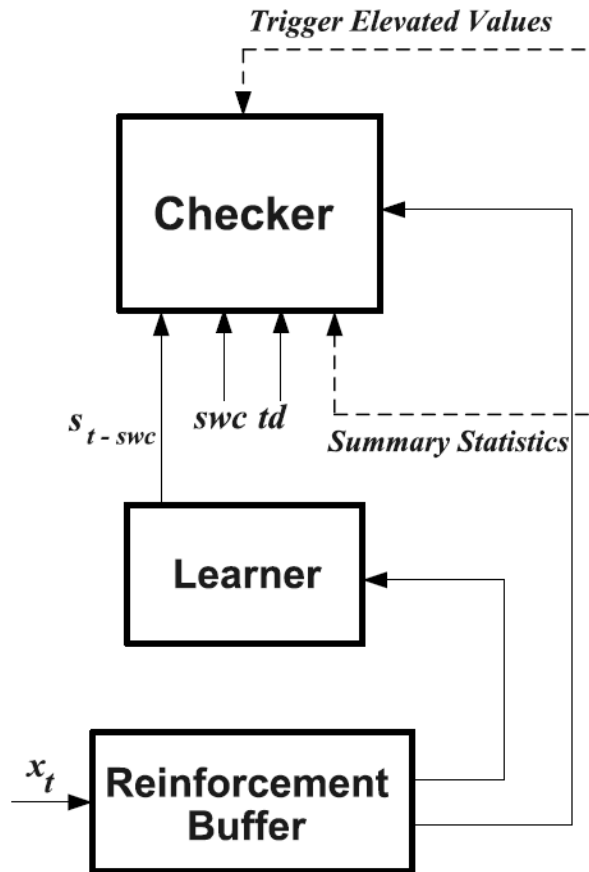 Trigger Elevated Values
Checker
s t - swc
swc td
Summary Statistics
Learner
x t
Reinforcement
Buffer